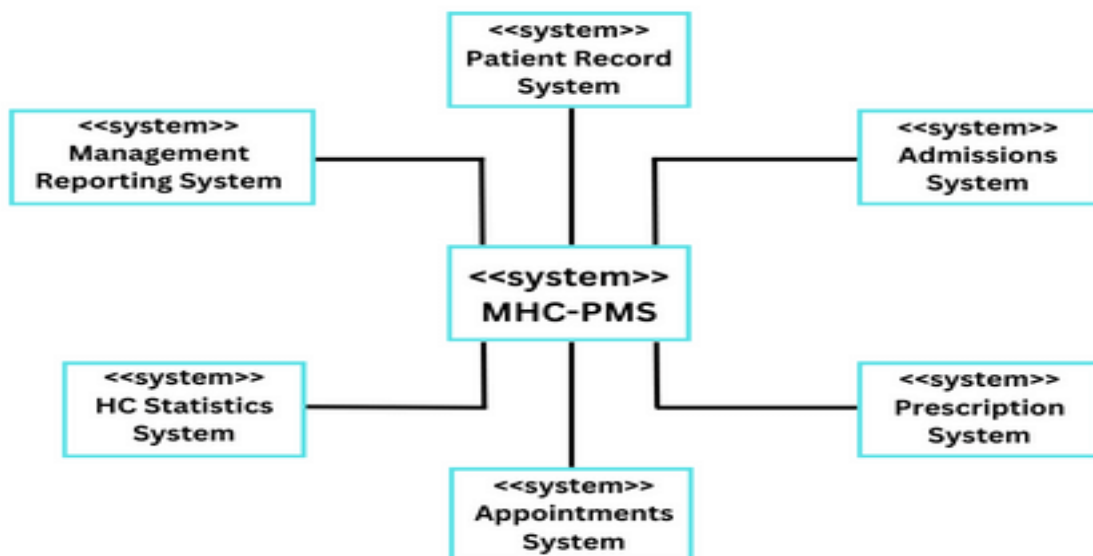 <<system>>
Patient Record
System
<<system>>
Management
Reporting System
<<system>>
Admissions
System
<<system>>
MHC-PMS
<<system>>
HC Statistics
System
<<system>>
Prescription
System
<<system>>
Appointments
System